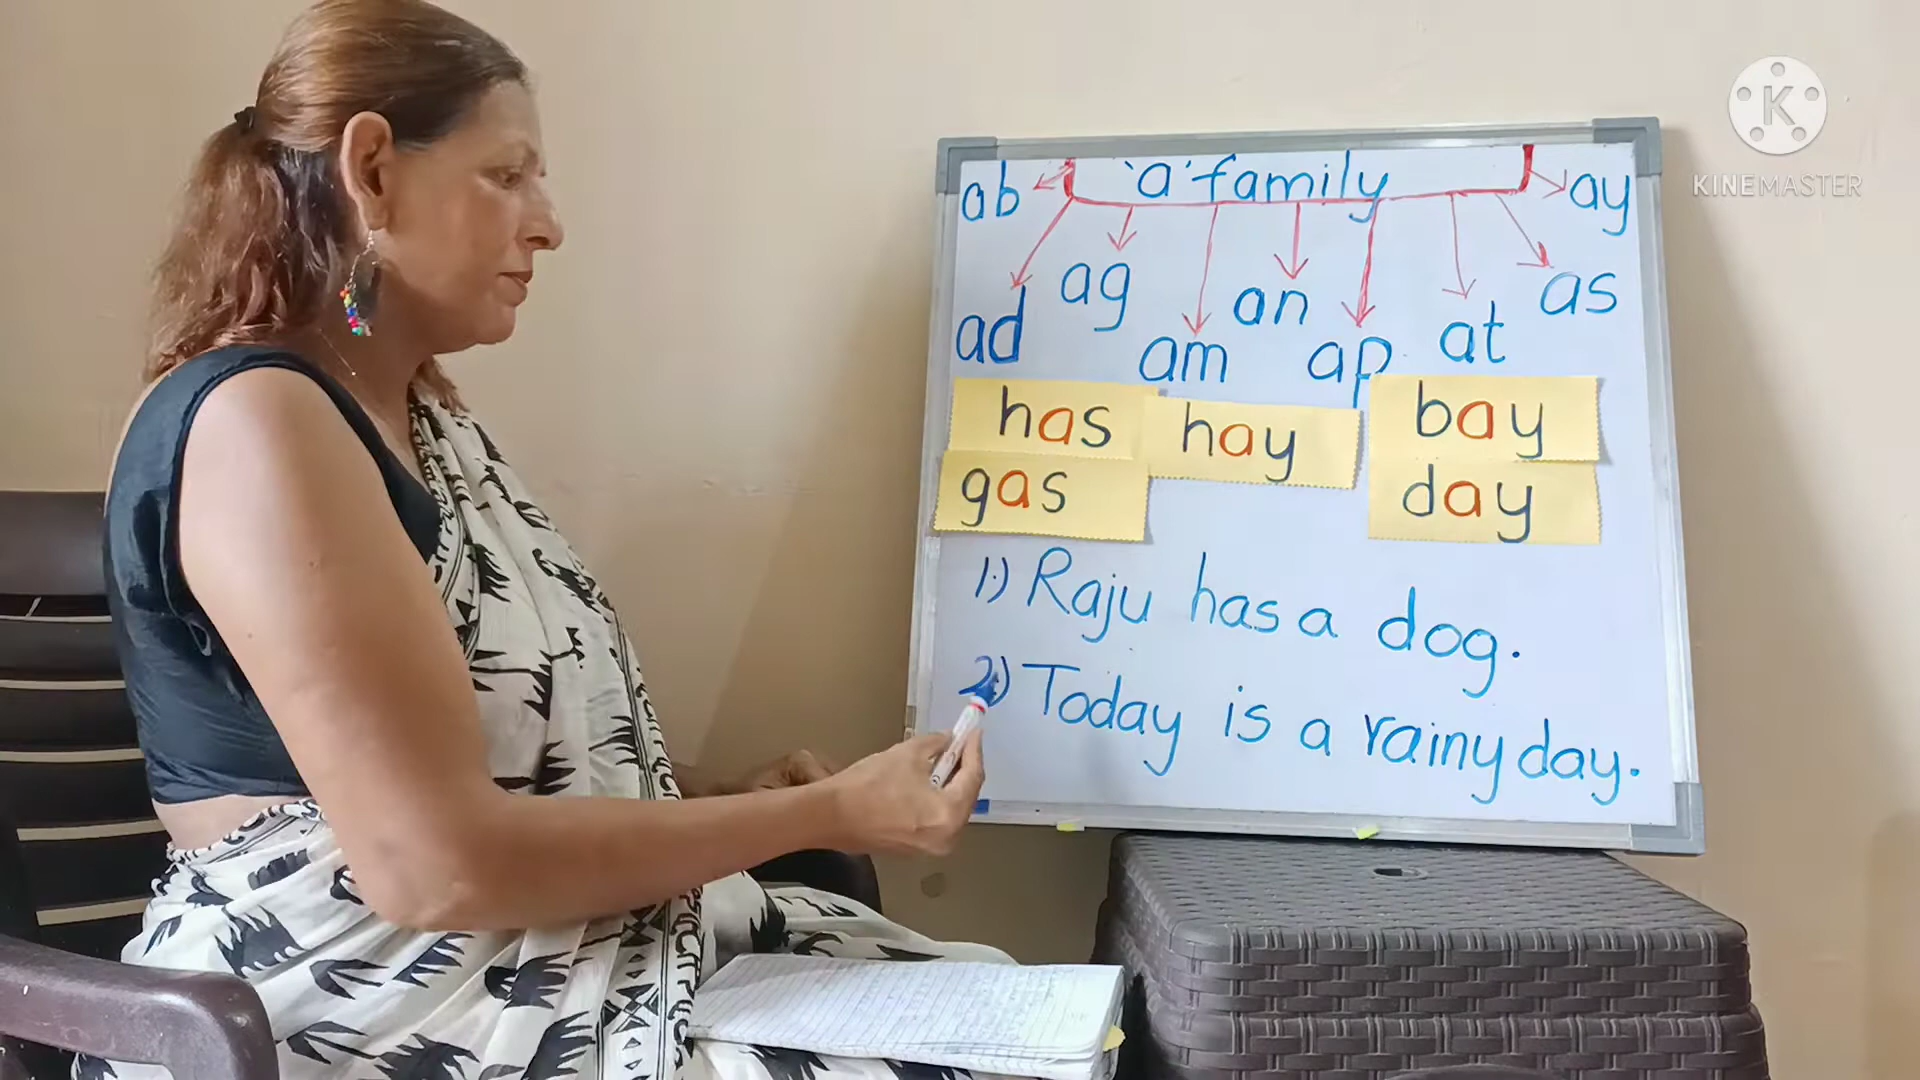 'a' family
ab
ay
ad
ag
am
an
ap
at
as
has
hay
bay
gas
day
1.) Raju has a dog.
2.) Today is a rainy day.
K
KINEMASTER